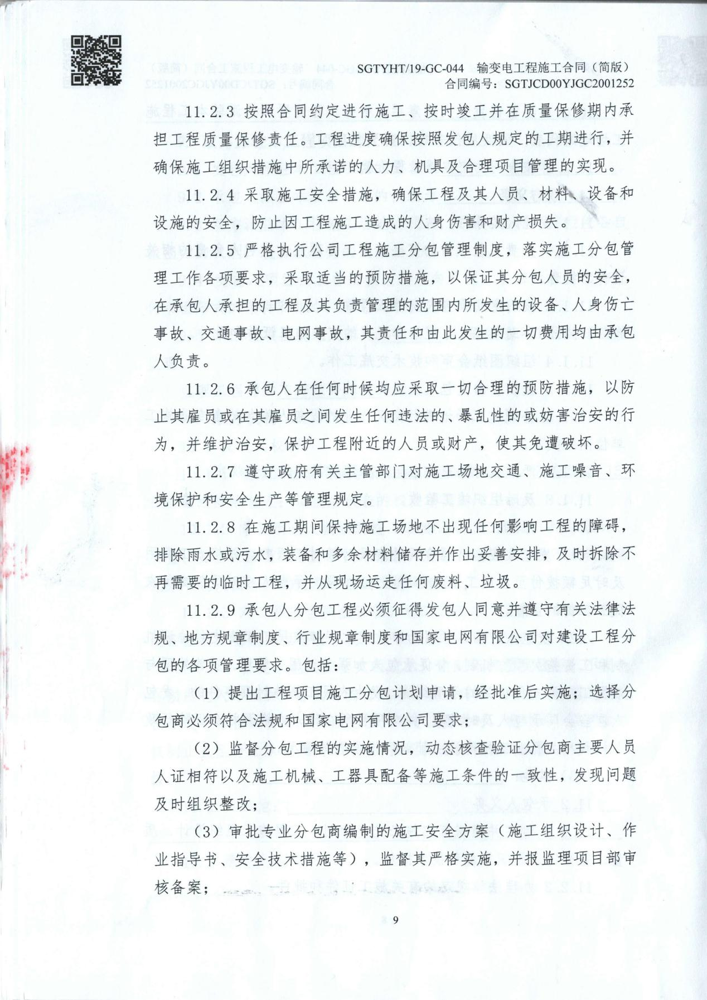 SGTYHT/19-GC-044 输变电工程施工合同（简版）
合同编号：SGTJCD00YJGC2001252
11.2.3 按照合同约定进行施工、按时竣工并在质量保修期内承
担工程质量保修责任。工程进度确保按照发包人规定的工期进行，并
确保施工组织措施中所承诺的人力、机具及合理项目管理的实现。
11.2.4 采取施工安全措施，确保工程及其人员、材料、设备和
设施的安全，防止因工程施工造成的人身伤害和财产损失。
11.2.5 严格执行公司工程施工分包管理制度，落实施工分包管
理工作各项要求，采取适当的预防措施，以保证其分包人员的安全，
在承包人承担的工程及其负责管理的范围内所发生的设备、人身伤亡
事故、交通事故、电网事故，其责任和由此发生的一切费用均由承包
人负责。
11.2.6 承包人在任何时候均应采取一切合理的预防措施，以防
止其雇员或在其雇员之间发生任何违法的、暴乱性的或妨害治安的行
为，并维护治安，保护工程附近的人员或财产，使其免遭破坏。
11.2.7 遵守政府有关主管部门对施工场地交通、施工噪音、环
境保护和安全生产等管理规定。
11.2.8 在施工期间保持施工场地不出现任何影响工程的障碍，
排除雨水或污水，装备和多余材料储存并作出妥善安排，及时拆除不
再需要的临时工程，并从现场运走任何废料、垃圾。
11.2.9 承包人分包工程必须征得发包人同意并遵守有关法律法
规、地方规章制度、行业规章制度和国家电网有限公司对建设工程分
包的各项管理要求。包括：
（1）提出工程项目施工分包计划申请，经批准后实施；选择分
包商必须符合法规和国家电网有限公司要求；
（2）监督分包工程的实施情况，动态核查验证分包商主要人员
人证相符以及施工机械、工器具配备等施工条件的一致性，发现问题
及时组织整改；
（3）审批专业分包商编制的施工安全方案（施工组织设计、作
业指导书、安全技术措施等），监督其严格实施，并报监理项目部审
核备案；
9